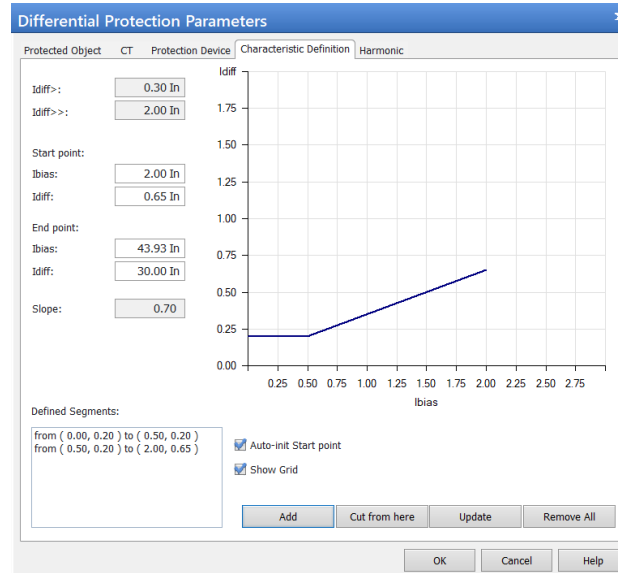 Differential Protection Parameters
Protected Object CT Protection Device Characteristic Definition Harmonic
Idiff>: 0.30 In
Idiff>>: 2.00 In
Start point:
Ibias: 2.00 In
Idiff: 0.65 In
End point:
Ibias: 43.93 In
Idiff: 30.00 In
Slope: 0.70
Idiff
1.75
1.50
1.25
1.00
0.75
0.50
0.25
0.00
0.25 0.50 0.75 1.00 1.25 1.50 1.75 2.00 2.25 2.50 2.75
Ibias
Defined Segments:
from ( 0.00, 0.20 ) to ( 0.50, 0.20 )
from ( 0.50, 0.20 ) to ( 2.00, 0.65 )
Auto-init Start point
Show Grid
Add Cut from here Update Remove All
OK Cancel Help